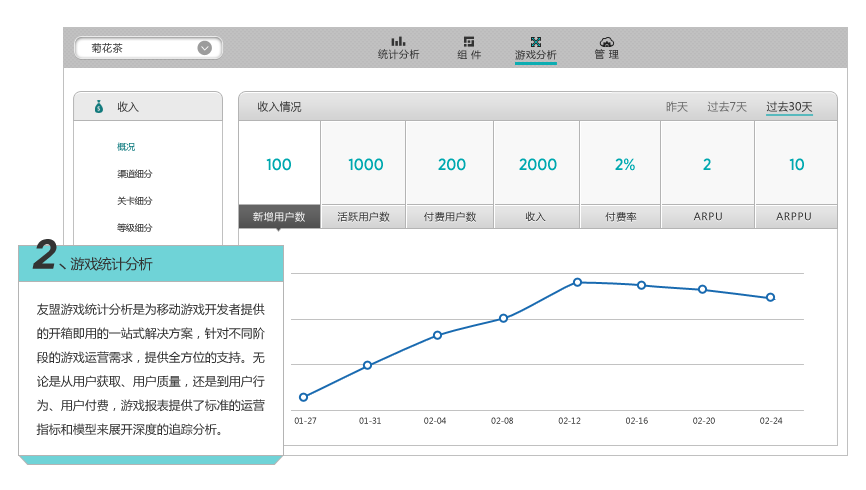 菊花茶
统计分析 组件 游戏分析 管理
收入
概况
渠道细分
关卡细分
等级细分
收入情况 昨天 过去7天 过去30天
100 1000 200 2000 2% 2 10
新增用户数 活跃用户数 付费用户数 收入 付费率 ARPU ARPPU
2、游戏统计分析
友盟游戏统计分析是为移动游戏开发者提供
的开箱即用的一站式解决方案，针对不同阶
段的游戏运营需求，提供全方位的支持。无
论是从用户获取、用户质量，还是到用户行
为、用户付费，游戏报表提供了标准的运营
指标和模型来展开深度的追踪分析。
01-27 01-31 02-04 02-08 02-12 02-16 02-20 02-24